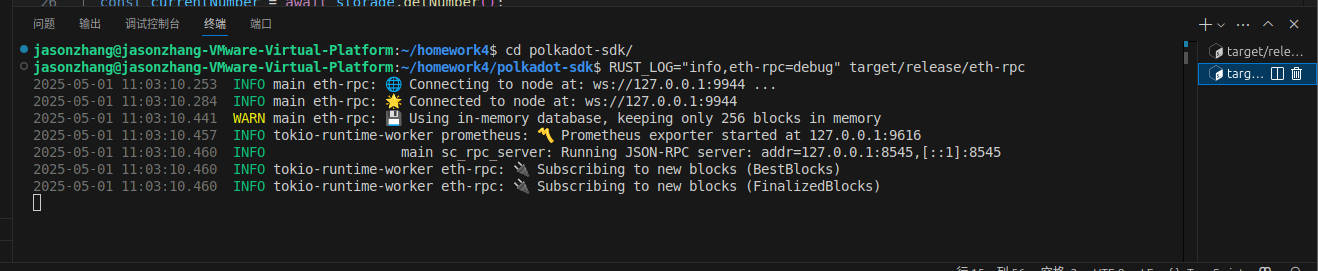 26 const currentNumber = await storage.getNumber();
问题 输出 调试控制台 终端 端口
jasonzhang@jasonzhang-VMware-Virtual-Platform:~/homework4$ cd polkadot-sdk/
jasonzhang@jasonzhang-VMware-Virtual-Platform:~/homework4/polkadot-sdk$ RUST_LOG="info,eth-rpc=debug" target/release/eth-rpc
2025-05-01 11:03:10.253 INFO main eth-rpc: 🌐 Connecting to node at: ws://127.0.0.1:9944 ...
2025-05-01 11:03:10.284 INFO main eth-rpc: 🌟 Connected to node at: ws://127.0.0.1:9944
2025-05-01 11:03:10.441 WARN main eth-rpc: 💾 Using in-memory database, keeping only 256 blocks in memory
2025-05-01 11:03:10.457 INFO tokio-runtime-worker prometheus: 〽️ Prometheus exporter started at 127.0.0.1:9616
2025-05-01 11:03:10.460 INFO main sc_rpc_server: Running JSON-RPC server: addr=127.0.0.1:8545,[::1]:8545
2025-05-01 11:03:10.460 INFO tokio-runtime-worker eth-rpc: 🔌 Subscribing to new blocks (BestBlocks)
2025-05-01 11:03:10.460 INFO tokio-runtime-worker eth-rpc: 🔌 Subscribing to new blocks (FinalizedBlocks)
target/rele...
targ...